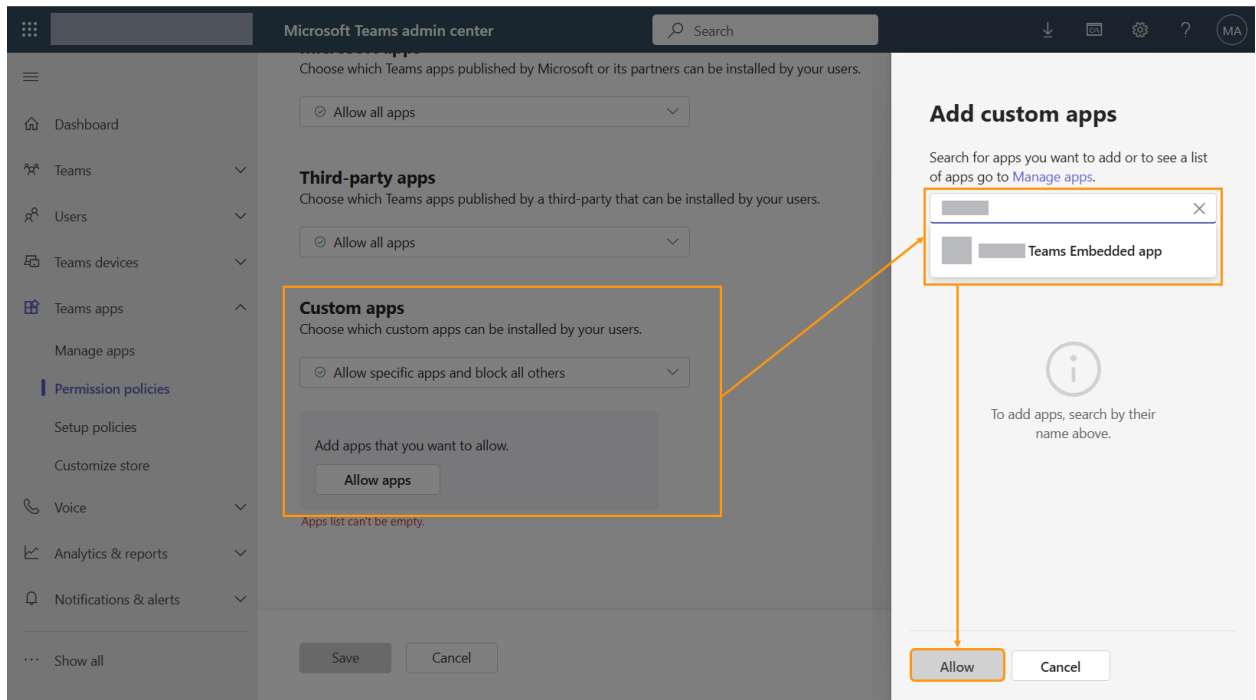 Microsoft Teams admin center
Search
MA
Dashboard
Teams
Users
Teams devices
Teams apps
Manage apps
Permission policies
Setup policies
Customize store
Voice
Analytics & reports
Notifications & alerts
Show all
Microsoft apps
Choose which Teams apps published by Microsoft or its partners can be installed by your users.
Allow all apps
Third-party apps
Choose which Teams apps published by a third-party that can be installed by your users.
Allow all apps
Custom apps
Choose which custom apps can be installed by your users.
Allow specific apps and block all others
Add apps that you want to allow.
Allow apps
Apps list can't be empty.
Save
Cancel
Add custom apps
Search for apps you want to add or to see a list
of apps go to Manage apps.
Teams Embedded app
To add apps, search by their
name above.
Allow
Cancel